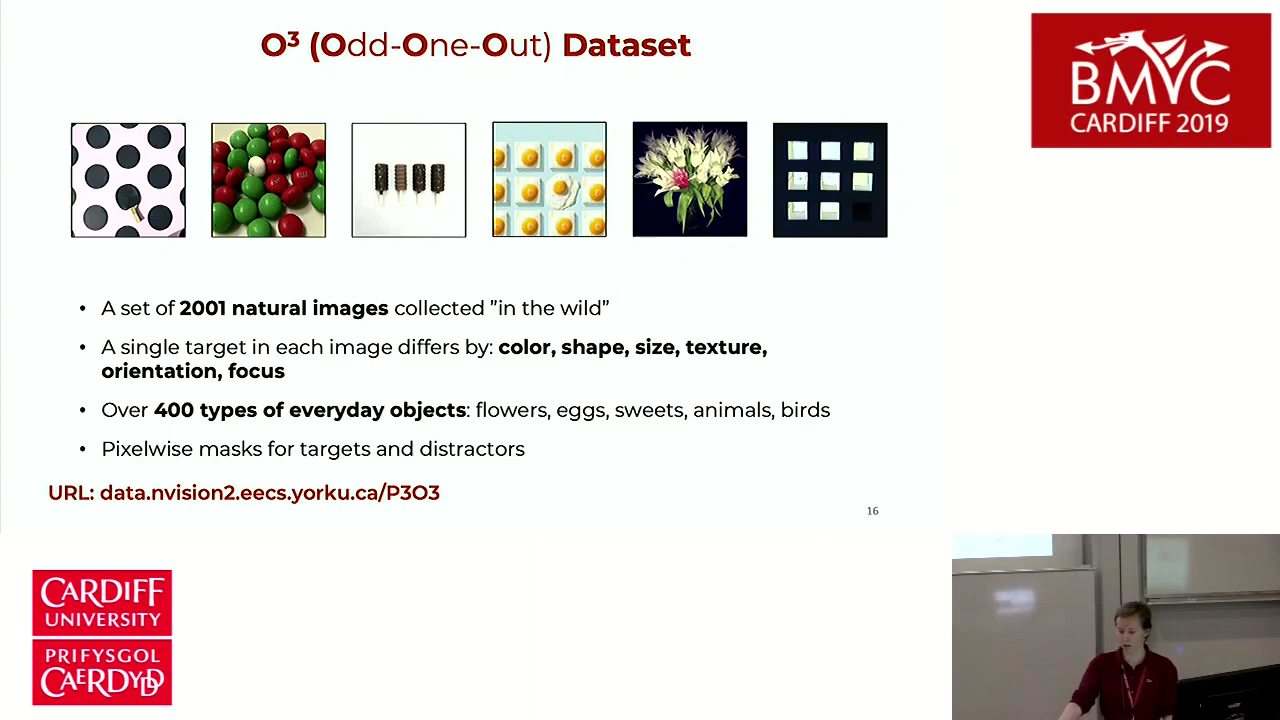 O³ (Odd-One-Out) Dataset
BMVC
CARDIFF 2019
• A set of 2001 natural images collected ”in the wild”
• A single target in each image differs by: color, shape, size, texture,
orientation, focus
• Over 400 types of everyday objects: flowers, eggs, sweets, animals, birds
• Pixelwise masks for targets and distractors
URL: data.nvision2.eecs.yorku.ca/P3O3
16
CARDIFF
UNIVERSITY
PRIFYSGOL
CAERDYDD